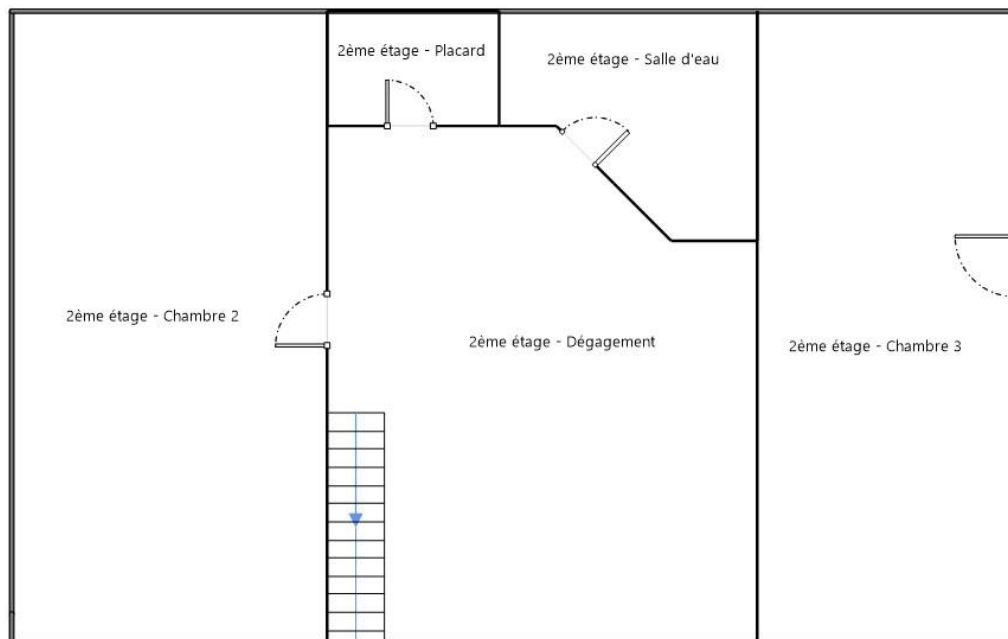 2ème étage - Placard
2ème étage - Salle d'eau
2ème étage - Chambre 2
2ème étage - Dégagement
2ème étage - Chambre 3